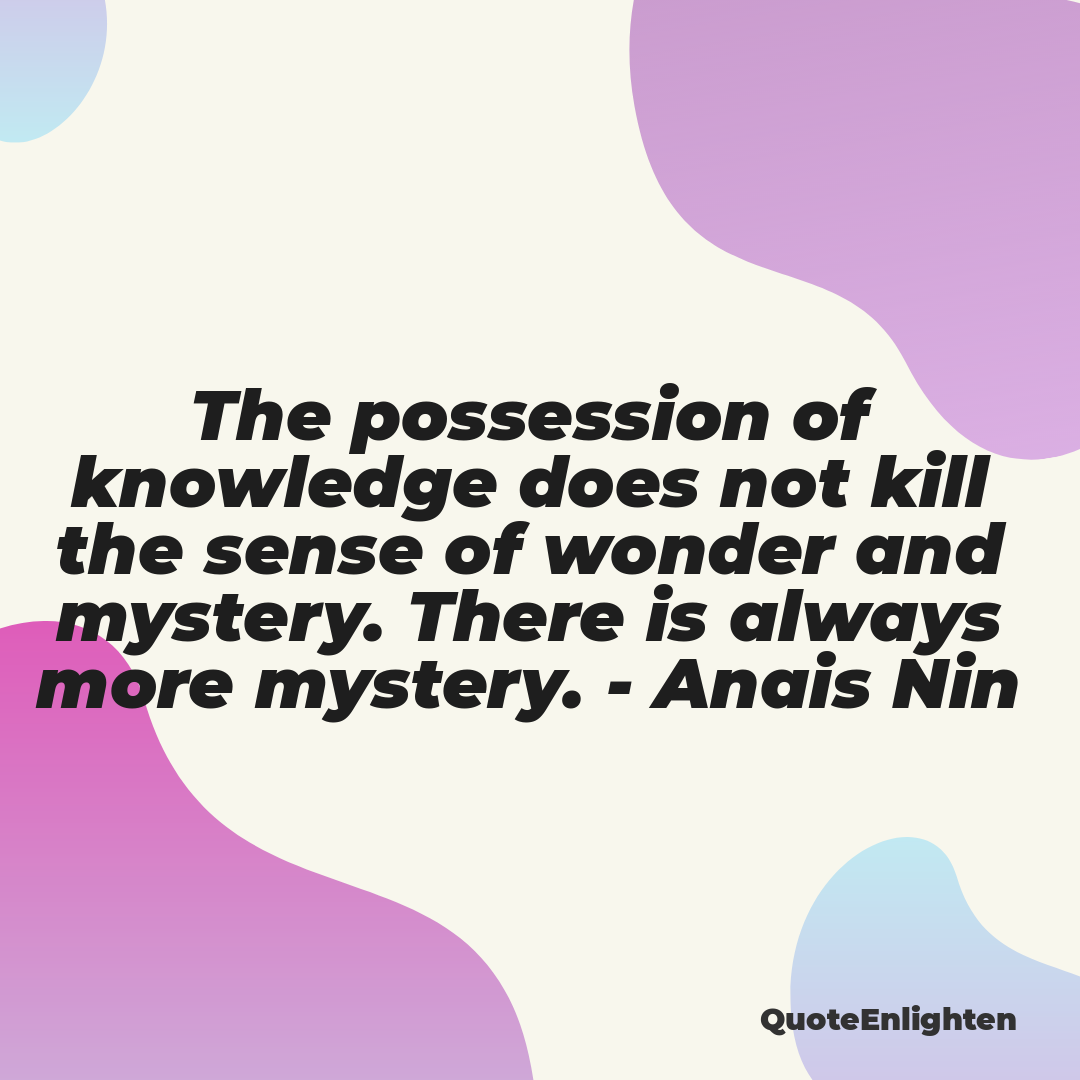 The possession of
knowledge does not kill
the sense of wonder and
mystery. There is always
more mystery. - Anais Nin
QuoteEnlighten